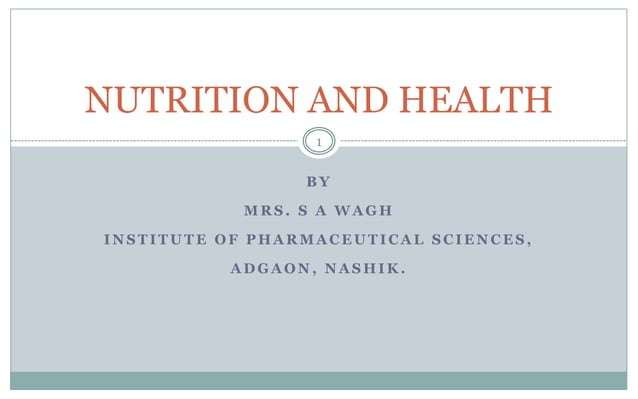 NUTRITION AND HEALTH
1
BY
MRS. S A WAGH
INSTITUTE OF PHARMACEUTICAL SCIENCES,
ADGAON, NASHIK.